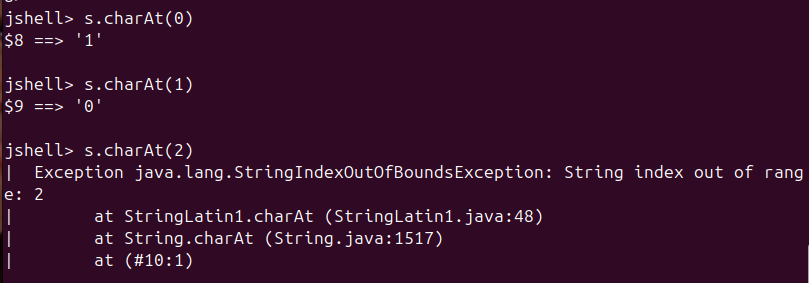 jshell> s.charAt(0)
$8 ==> '1'
jshell> s.charAt(1)
$9 ==> '0'
jshell> s.charAt(2)
|  Exception java.lang.StringIndexOutOfBoundsException: String index out of rang
e: 2
|        at StringLatin1.charAt (StringLatin1.java:48)
|        at String.charAt (String.java:1517)
|        at (#10:1)